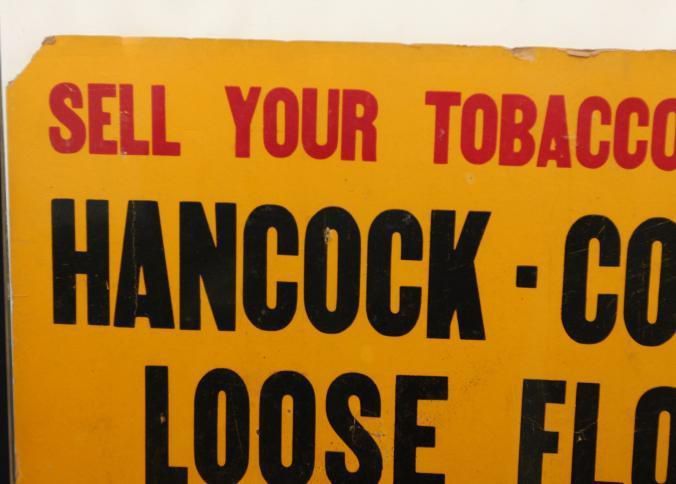 SELL YOUR TOBACCO
HANCOCK · CO
LOOSE FLO